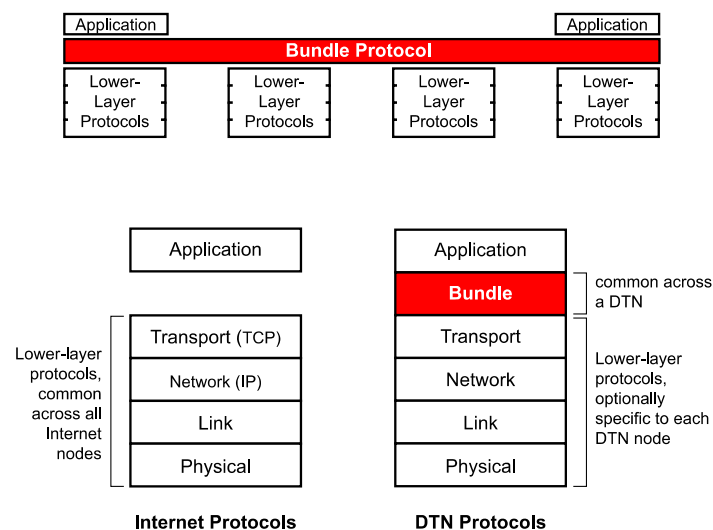 Application
Application
Bundle Protocol
Lower-
Layer
Protocols
Lower-
Layer
Protocols
Lower-
Layer
Protocols
Lower-
Layer
Protocols
Application
Transport (TCP)
Network (IP)
Link
Physical
Lower-layer
protocols,
common
across all
Internet
nodes
Internet Protocols
Application
Bundle
Transport
Network
Link
Physical
common across
a DTN
Lower-layer
protocols,
optionally
specific to each
DTN node
DTN Protocols